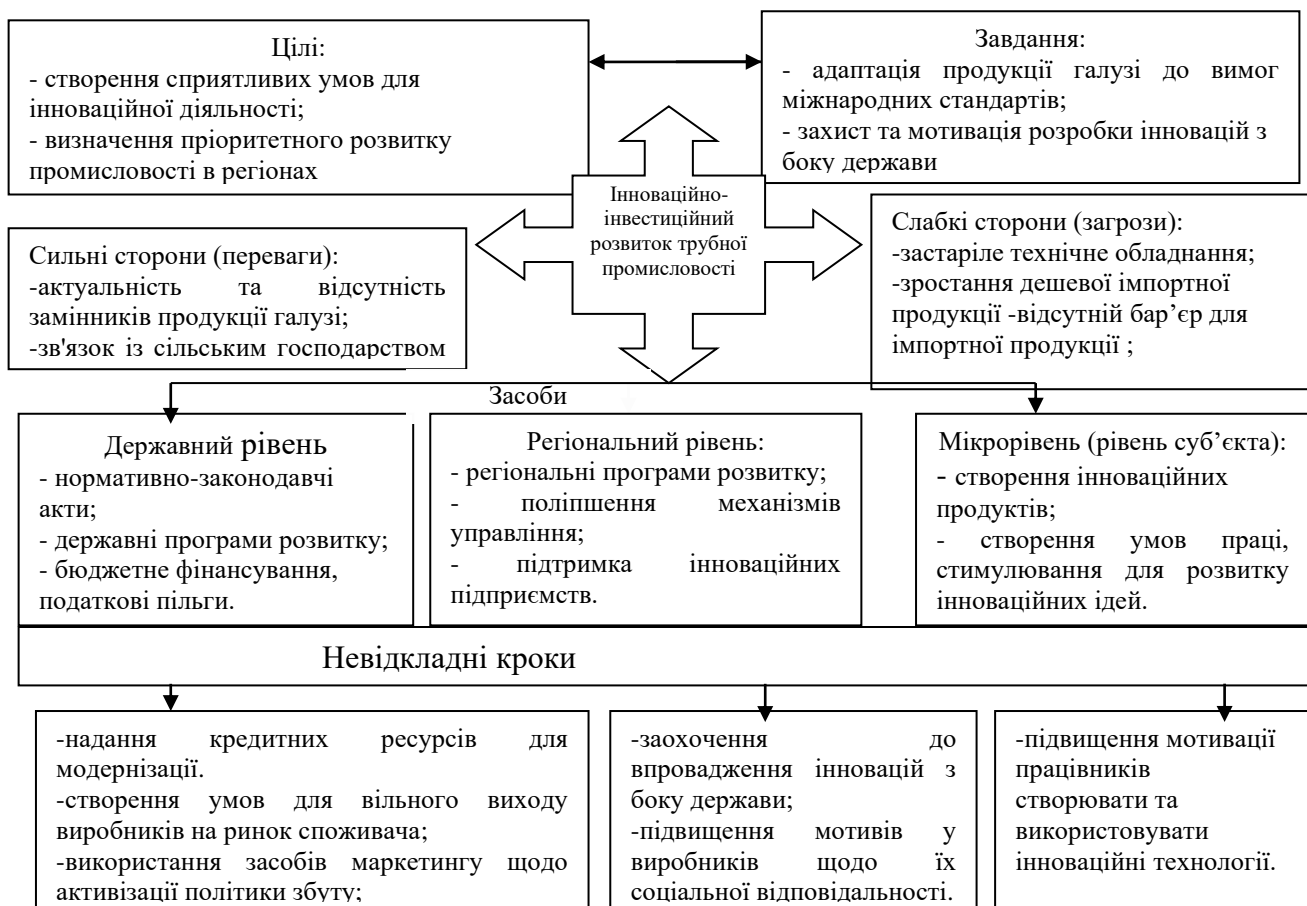 Цілі:
- створення сприятливих умов для
інноваційної діяльності;
- визначення пріоритетного розвитку
промисловості в регіонах
Завдання:
- адаптація продукції галузі до вимог
міжнародних стандартів;
- захист та мотивація розробки інновацій з
боку держави
Інноваційно-
інвестиційний
розвиток трубної
промисловості
Сильні сторони (переваги):
-актуальність та відсутність
замінників продукції галузі;
-зв'язок із сільським господарством
Слабкі сторони (загрози):
-застаріле технічне обладнання;
-зростання дешевої імпортної
продукції -відсутній бар’єр для
імпортної продукції ;
Засоби
Державний рівень
- нормативно-законодавчі
акти;
- державні програми розвитку;
- бюджетне фінансування,
податкові пільги.
Регіональний рівень:
- регіональні програми розвитку;
- поліпшення механізмів
управління;
- підтримка інноваційних
підприємств.
Мікрорівень (рівень суб’єкта):
- створення інноваційних
продуктів;
- створення умов праці,
стимулювання для розвитку
інноваційних ідей.
Невідкладні кроки
-надання кредитних ресурсів для
модернізації.
-створення умов для вільного виходу
виробників на ринок споживача;
-використання засобів маркетингу щодо
активізації політики збуту;
-заохочення до
впровадження інновацій з
боку держави;
-підвищення мотивів у
виробників щодо їх
соціальної відповідальності.
-підвищення мотивації
працівників
створювати та
використовувати
інноваційні технології.